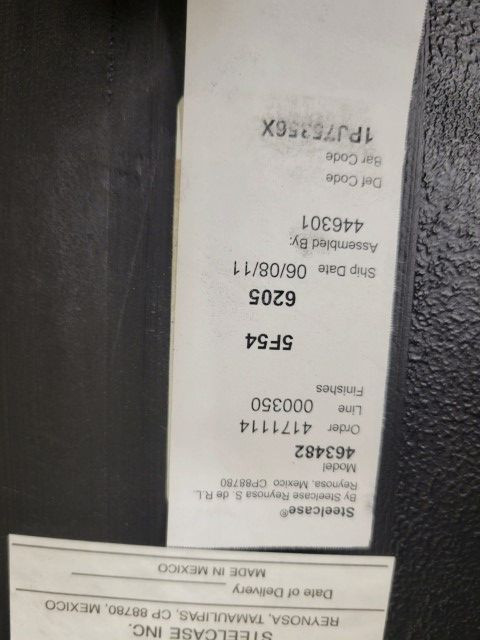 STEELCASE INC.
REYNOSA, TAMAULIPAS, CP 88780, MEXICO
Date of Delivery
MADE IN MEXICO
Steelcase®
By Steelcase Reynosa S. de R.L.
Reynosa, Mexico CP88780
Model
463482
Order 4171114
Line 000350
Finishes
5F54
6205
Ship Date 06/08/11
Assembled By:
446301
Def Code
Bar Code